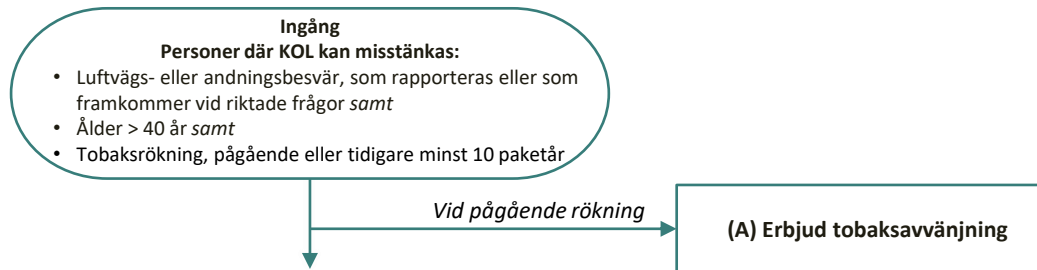 Ingång
Personer där KOL kan misstänkas:
• Luftvägs- eller andningsbesvär, som rapporteras eller som
framkommer vid riktade frågor samt
• Ålder > 40 år samt
• Tobaksrökning, pågående eller tidigare minst 10 paketår
Vid pågående rökning
(A) Erbjud tobaksavvänjning